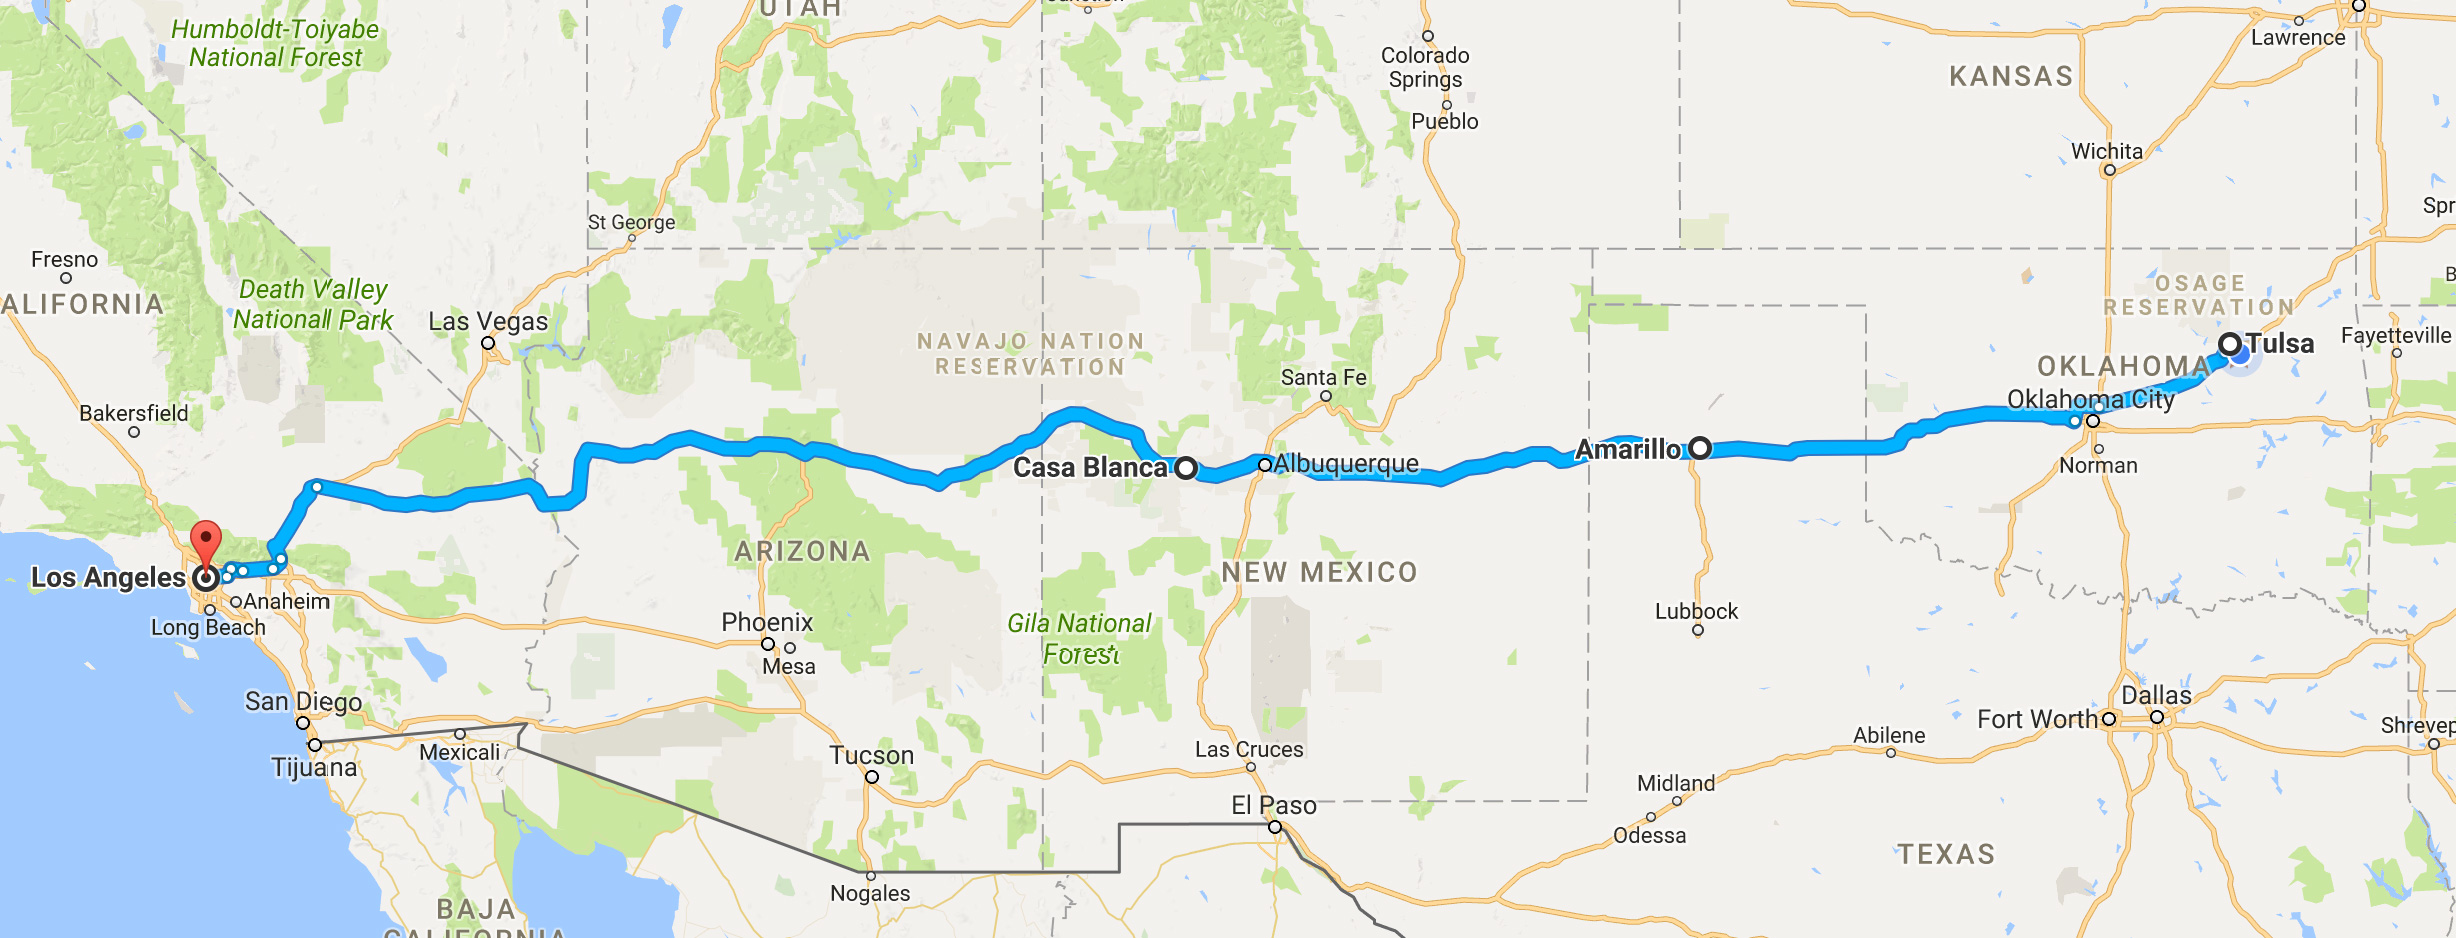 UTAH
Humboldt-Toiyabe
National Forest
Colorado
Springs
Pueblo
KANSAS
Lawrence
Wichita
St George
Fresno
ALIFORNIA
Death Valley
National Park
Las Vegas
NAVAJO NATION
RESERVATION
Santa Fe
OSAGE
RESERVATION
Tulsa
Fayetteville
OKLAHOMA
Oklahoma City
Norman
Spr
B
Bakersfield
Casa Blanca
Albuquerque
Amarillo
Los Angeles
Anaheim
Long Beach
ARIZONA
NEW MEXICO
Phoenix
Mesa
Gila National
Forest
Lubbock
San Diego
Tijuana
Mexicali
Tucson
Las Cruces
El Paso
Nogales
Midland
Odessa
Abilene
Fort Worth
Dallas
Shrevep
TEXAS
BAJA
CALIFORNIA